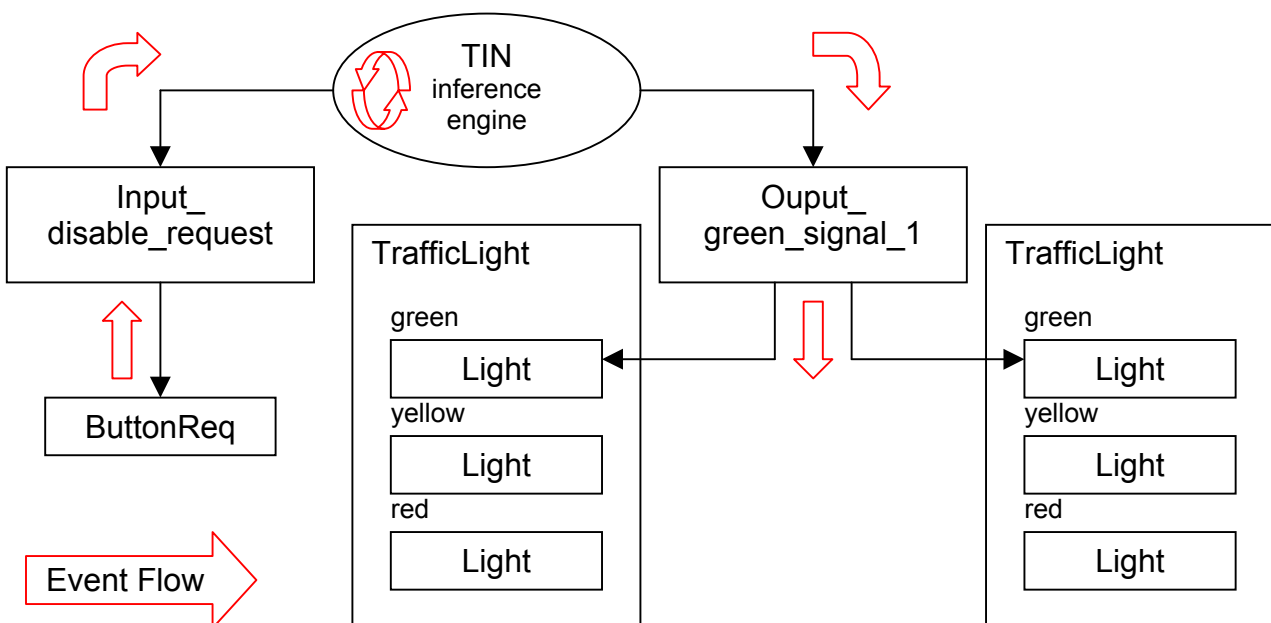 TIN
inference
engine
Input_
disable_request
Ouput_
green_signal_1
TrafficLight
green
Light
yellow
Light
red
Light
TrafficLight
green
Light
yellow
Light
red
Light
ButtonReq
Event Flow